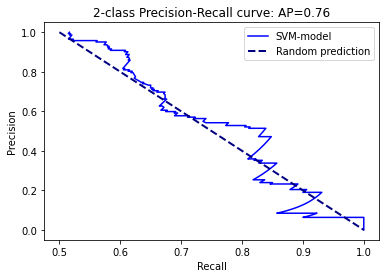 2-class Precision-Recall curve: AP=0.76
SVM-model
Random prediction
Precision
1.0
0.8
0.6
0.4
0.2
0.0
0.5 0.6 0.7 0.8 0.9 1.0
Recall